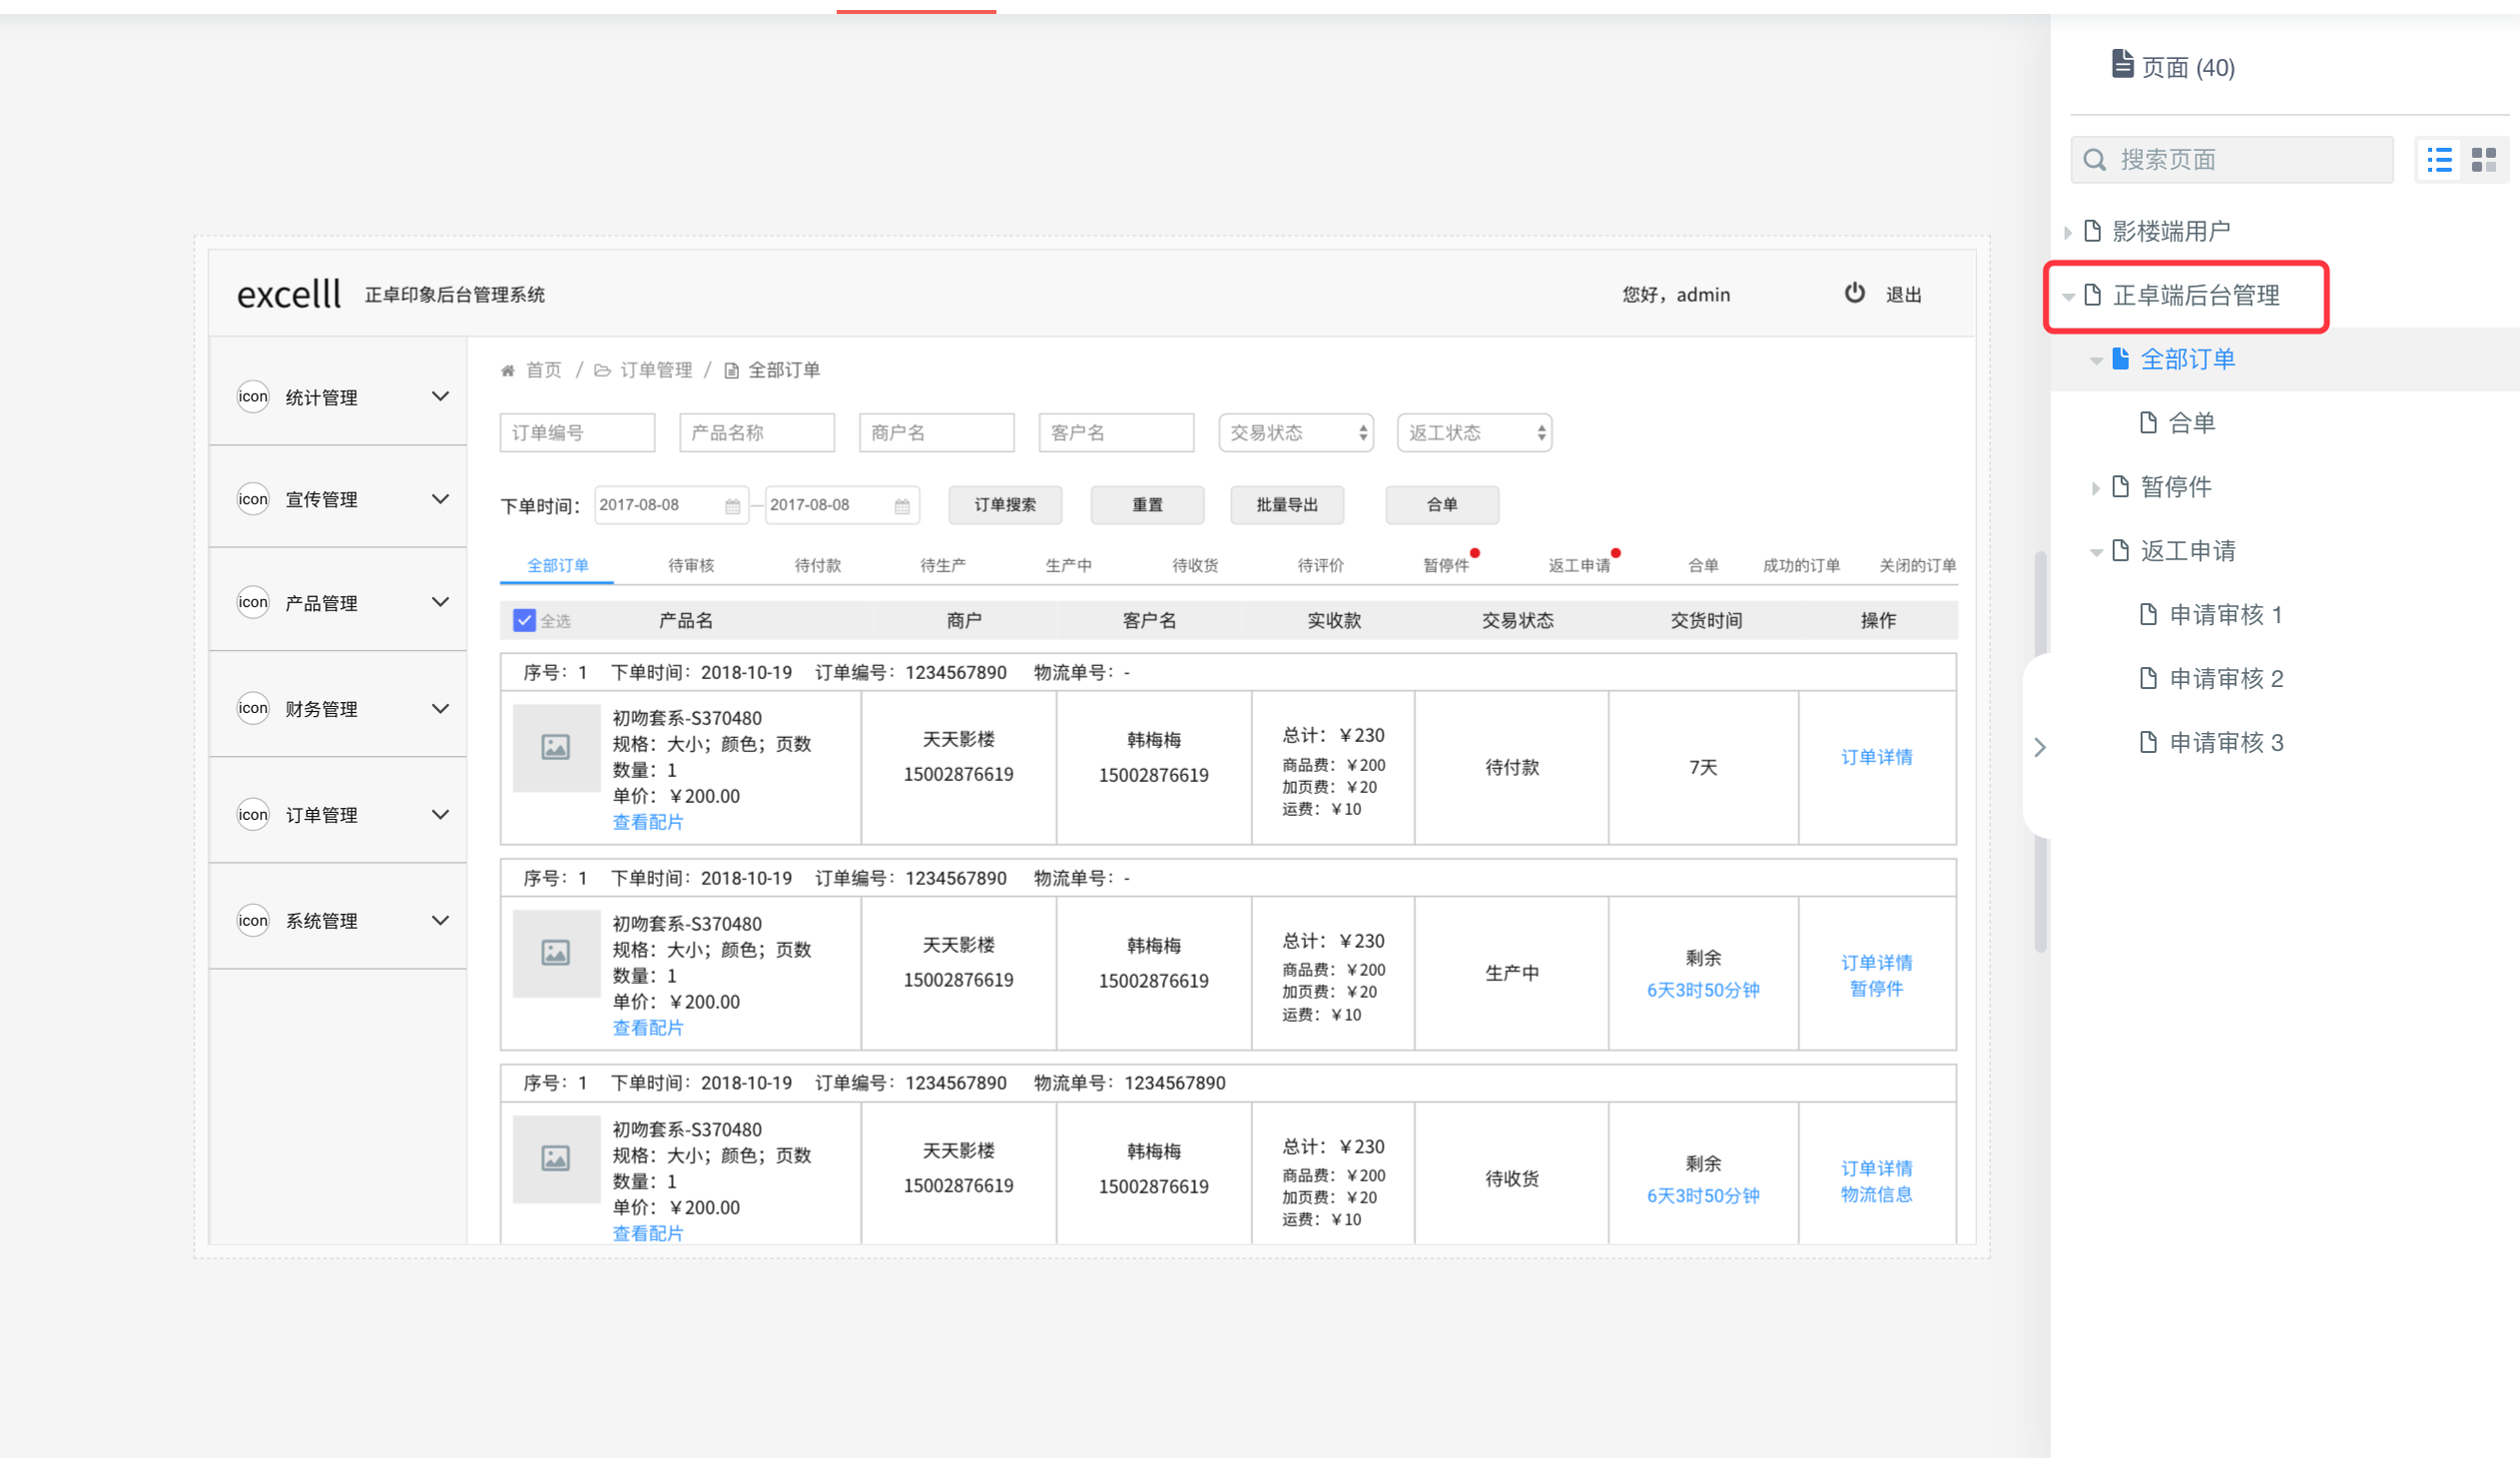 页面 (40)
搜索页面
影楼端用户
正卓端后台管理
全部订单
合单
暂停件
返工申请
申请审核 1
申请审核 2
申请审核 3
excelll 正卓印象后台管理系统 您好，admin 退出
icon 统计管理
icon 宣传管理
icon 产品管理
icon 财务管理
icon 订单管理
icon 系统管理
首页 / 订单管理 / 全部订单
订单编号 产品名称 商户名 客户名 交易状态 返工状态
下单时间： 2017-08-08 — 2017-08-08 订单搜索 重置 批量导出 合单
全部订单 待审核 待付款 待生产 生产中 待收货 待评价 暂停件 返工申请 合单 成功的订单 关闭的订单
全选 产品名 商户 客户名 实收款 交易状态 交货时间 操作
序号：1 下单时间：2018-10-19 订单编号：1234567890 物流单号：-
初吻套系-S370480
规格：大小；颜色；页数
数量：1
单价：￥200.00
查看配片
天天影楼
15002876619
韩梅梅
15002876619
总计：￥230
商品费：￥200
加页费：￥20
运费：￥10
待付款
7天
订单详情
序号：1 下单时间：2018-10-19 订单编号：1234567890 物流单号：-
初吻套系-S370480
规格：大小；颜色；页数
数量：1
单价：￥200.00
查看配片
天天影楼
15002876619
韩梅梅
15002876619
总计：￥230
商品费：￥200
加页费：￥20
运费：￥10
生产中
剩余
6天3时50分钟
订单详情
暂停件
序号：1 下单时间：2018-10-19 订单编号：1234567890 物流单号：1234567890
初吻套系-S370480
规格：大小；颜色；页数
数量：1
单价：￥200.00
查看配片
天天影楼
15002876619
韩梅梅
15002876619
总计：￥230
商品费：￥200
加页费：￥20
运费：￥10
待收货
剩余
6天3时50分钟
订单详情
物流信息